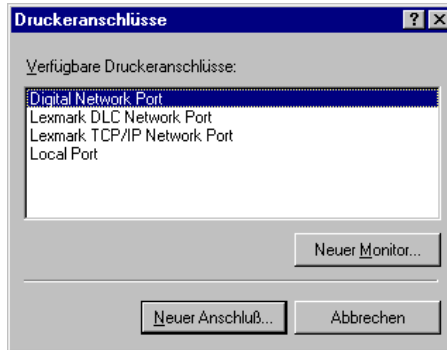 Druckeranschlüsse
Verfügbare Druckeranschlüsse:
Digital Network Port
Lexmark DLC Network Port
Lexmark TCP/IP Network Port
Local Port
Neuer Monitor...
Neuer Anschluß...
Abbrechen